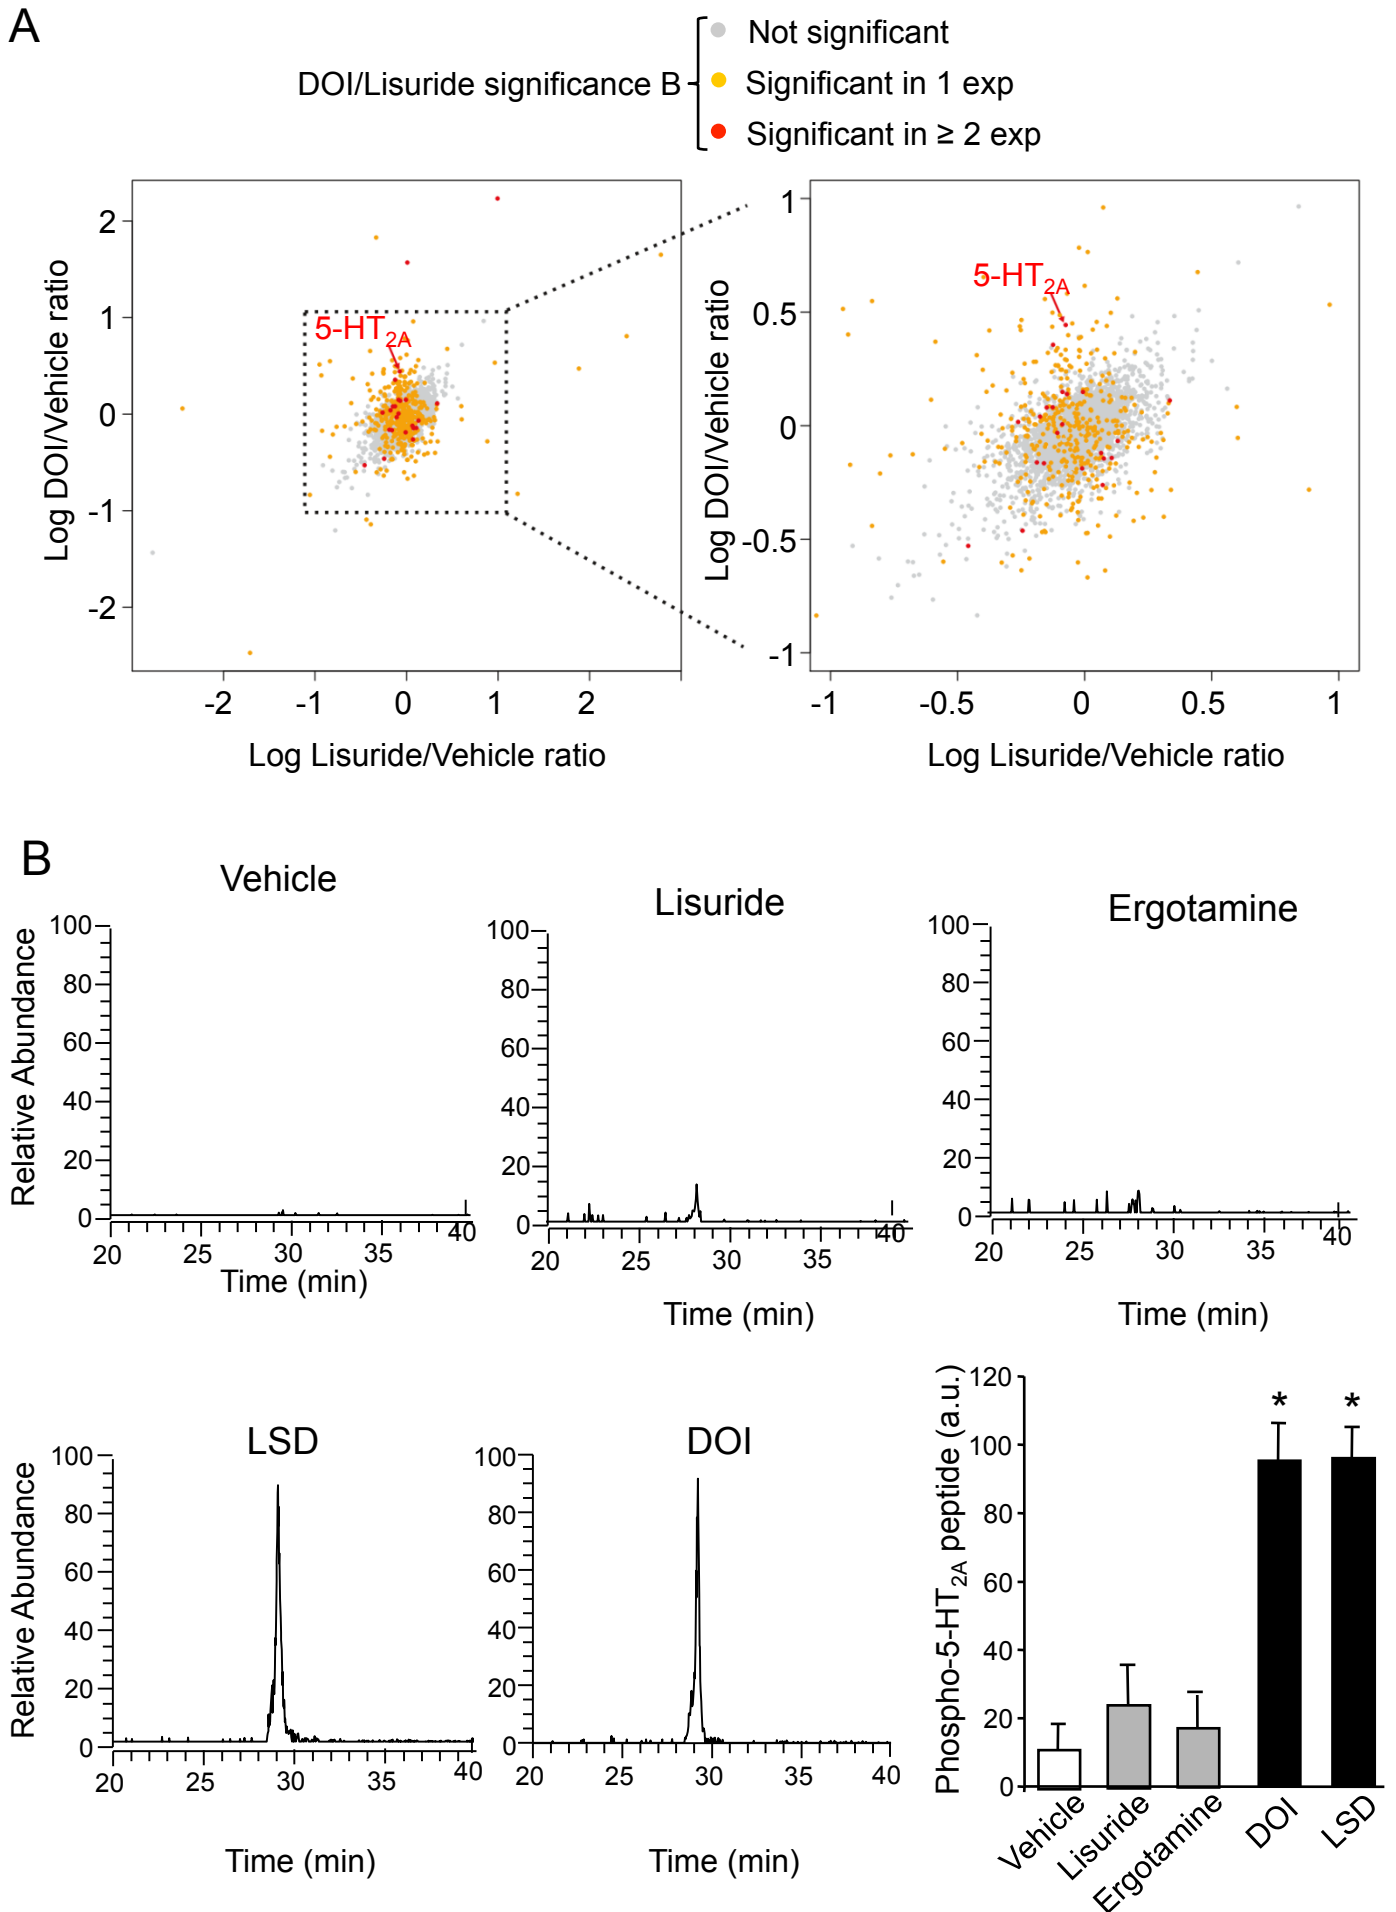 A
DOI/Lisuride significance B
Not significant
Significant in 1 exp
Significant in ≥ 2 exp
Log DOI/Vehicle ratio
2
1
0
-1
-2
5-HT2A
-2 -1 0 1 2
Log Lisuride/Vehicle ratio
Log DOI/Vehicle ratio
1
0.5
0
-0.5
-1
5-HT2A
-1 -0.5 0 0.5 1
Log Lisuride/Vehicle ratio
B
Vehicle
Relative Abundance
100
80
60
40
20
0
20 25 30 35 40
Time (min)
Lisuride
100
80
60
40
20
0
20 25 30 35 40
Time (min)
Ergotamine
100
80
60
40
20
0
20 25 30 35 40
Time (min)
LSD
Relative Abundance
100
80
60
40
20
0
20 25 30 35 40
Time (min)
DOI
100
80
60
40
20
0
20 25 30 35 40
Time (min)
Phospho-5-HT2A peptide (a.u.)
120
100
80
60
40
20
0
* *
Vehicle
Lisuride
Ergotamine
DOI
LSD